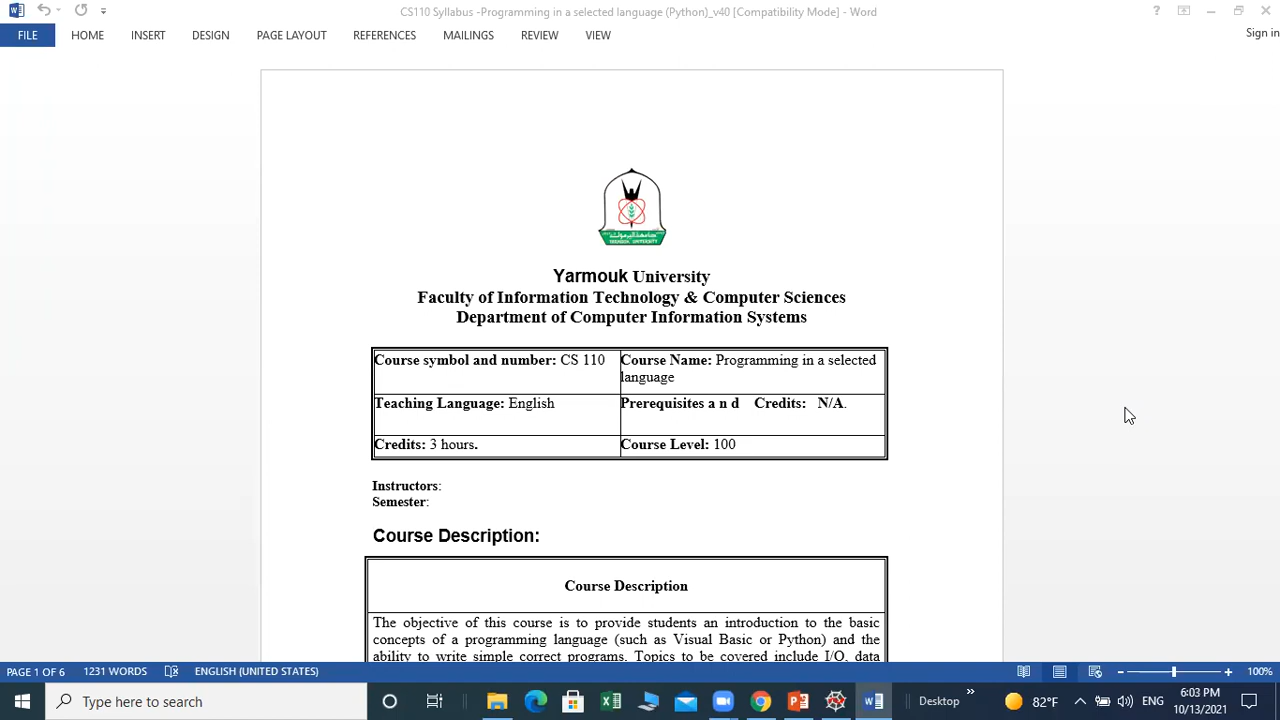 CS110 Syllabus -Programming in a selected language (Python)_v40 [Compatibility Mode] - Word
?
FILE HOME INSERT DESIGN PAGE LAYOUT REFERENCES MAILINGS REVIEW VIEW
Sign in
YARMOUK UNIVERSITY
Yarmouk University
Faculty of Information Technology & Computer Sciences
Department of Computer Information Systems
Course symbol and number: CS 110
Course Name: Programming in a selected
language
Teaching Language: English
Prerequisites a n d Credits: N/A.
Credits: 3 hours.
Course Level: 100
Instructors:
Semester:
Course Description:
Course Description
The objective of this course is to provide students an introduction to the basic
concepts of a programming language (such as Visual Basic or Python) and the
ability to write simple correct programs. Topics to be covered include I/O, data
PAGE 1 OF 6 1231 WORDS ENGLISH (UNITED STATES)
100%
Type here to search
Desktop
82°F
ENG
6:03 PM
10/13/2021